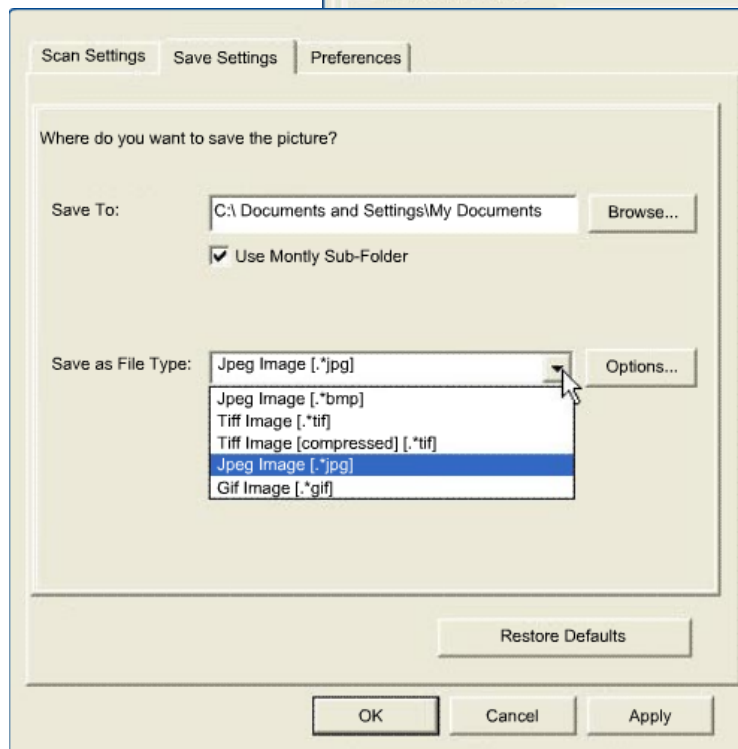 Scan Settings Save Settings Preferences
Where do you want to save the picture?
Save To: C:\ Documents and Settings\My Documents Browse...
Use Montly Sub-Folder
Save as File Type: Jpeg Image [.*jpg] Options...
Jpeg Image [.*bmp]
Tiff Image [.*tif]
Tiff Image [compressed] [.*tif]
Jpeg Image [.*jpg]
Gif Image [.*gif]
Restore Defaults
OK Cancel Apply